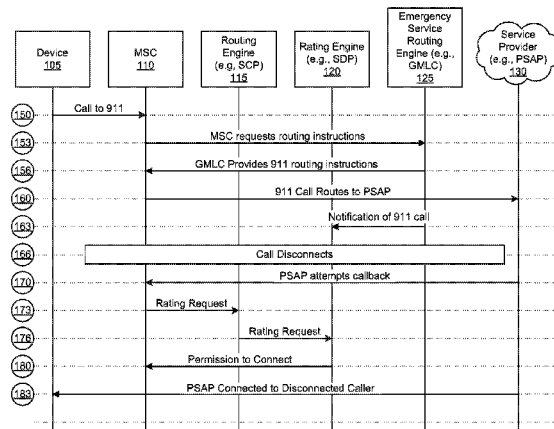 Device
105
MSC
110
Routing
Engine
(e.g, SCP)
115
Rating Engine
(e.g., SDP)
120
Emergency
Service
Routing
Engine (e.g.,
GMLC)
125
Service
Provider
(e.g., PSAP)
130
150
Call to 911
153
MSC requests routing instructions
156
GMLC Provides 911 routing instructions
160
911 Call Routes to PSAP
163
Notification of 911 call
166
Call Disconnects
170
PSAP attempts callback
173
Rating Request
176
Rating Request
180
Permission to Connect
183
PSAP Connected to Disconnected Caller